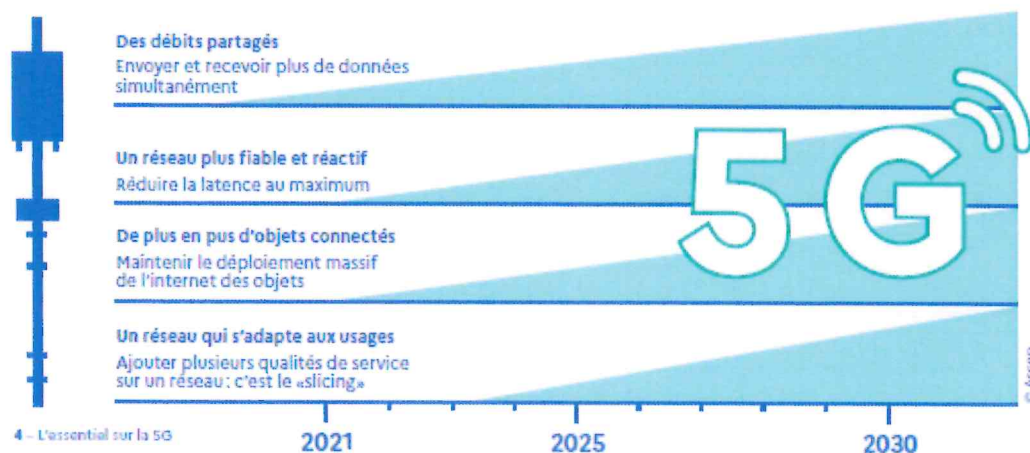 Des débits partagés
Envoyer et recevoir plus de données
simultanément
Un réseau plus fiable et réactif
Réduire la latence au maximum
5G
De plus en pus d'objets connectés
Maintenir le déploiement massif
de l'internet des objets
Un réseau qui s'adapte aux usages
Ajouter plusieurs qualités de service
sur un réseau : c'est le «slicing»
4 – L'essentiel sur la 5G
2021
2025
2030